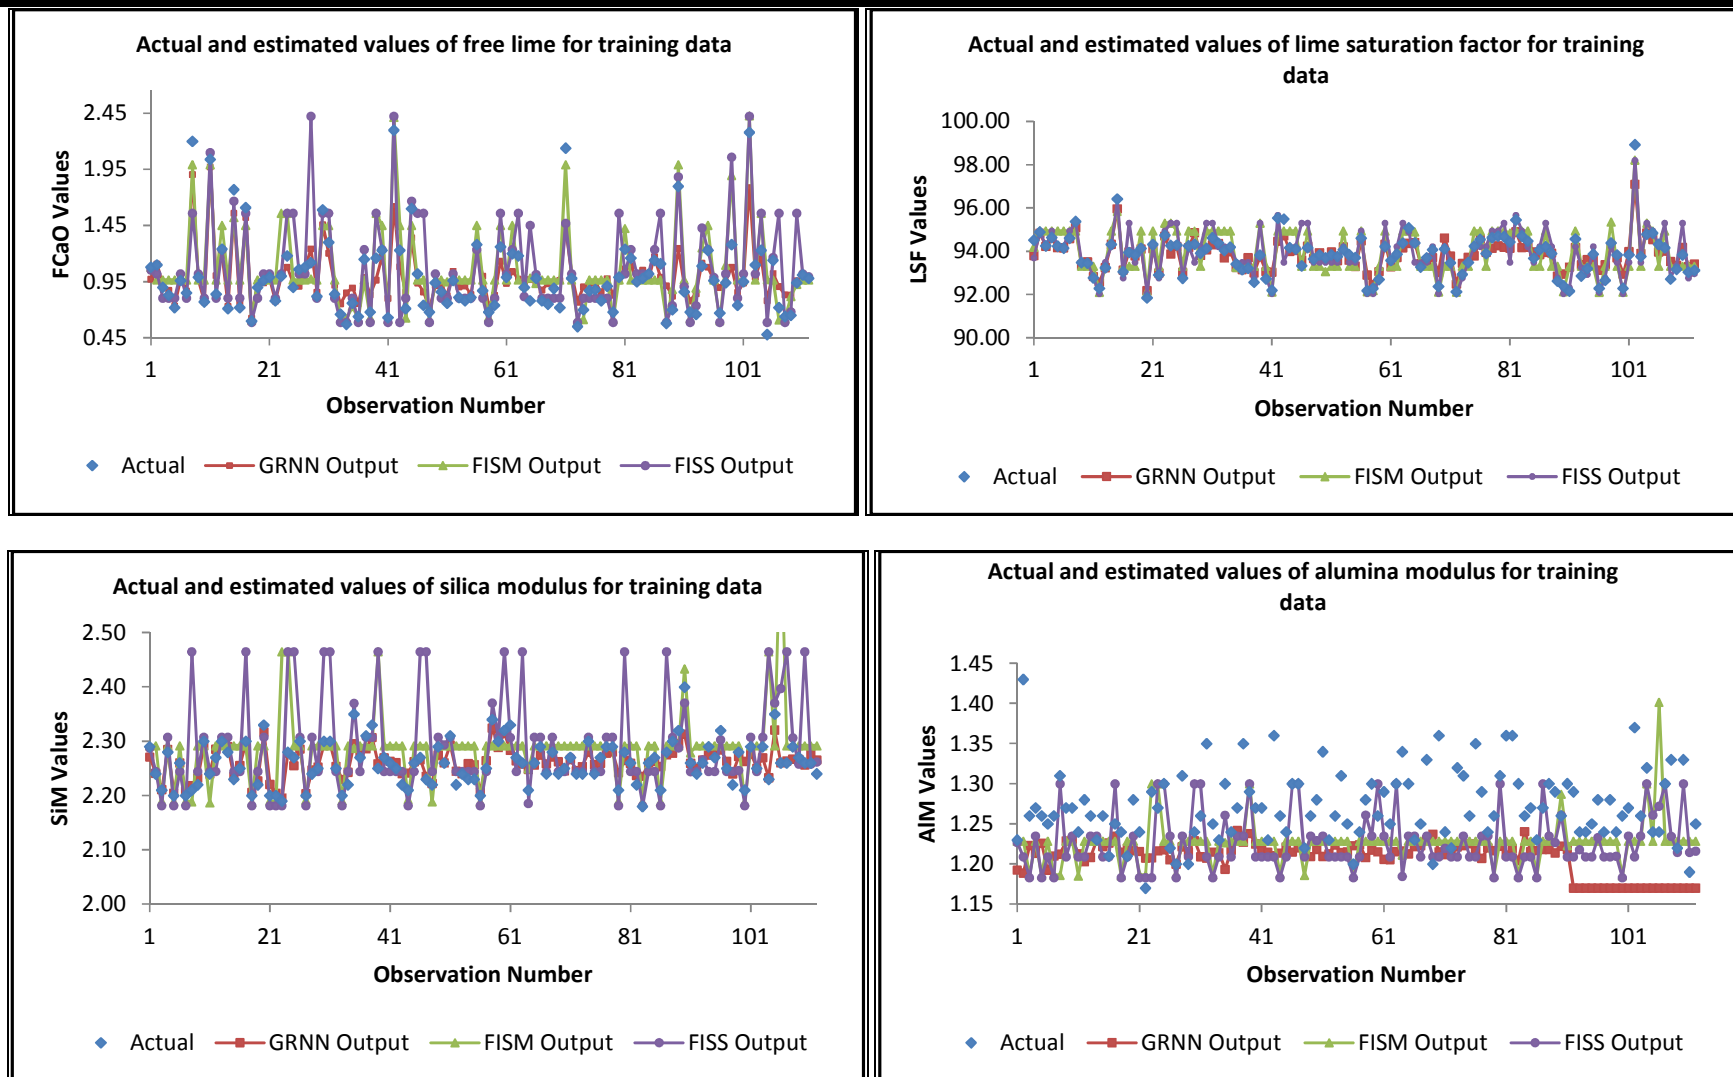 Actual and estimated values of free lime for training data
FCaO Values
2.45
1.95
1.45
0.95
0.45
1 21 41 61 81 101
Observation Number
Actual GRNN Output FISM Output FISS Output
Actual and estimated values of lime saturation factor for training
data
LSF Values
100.00
98.00
96.00
94.00
92.00
90.00
1 21 41 61 81 101
Observation Number
Actual GRNN Output FISM Output FISS Output
Actual and estimated values of silica modulus for training data
SiM Values
2.50
2.40
2.30
2.20
2.10
2.00
1 21 41 61 81 101
Observation Number
Actual GRNN Output FISM Output FISS Output
Actual and estimated values of alumina modulus for training
data
AlM Values
1.45
1.40
1.35
1.30
1.25
1.20
1.15
1 21 41 61 81 101
Observation Number
Actual GRNN Output FISM Output FISS Output